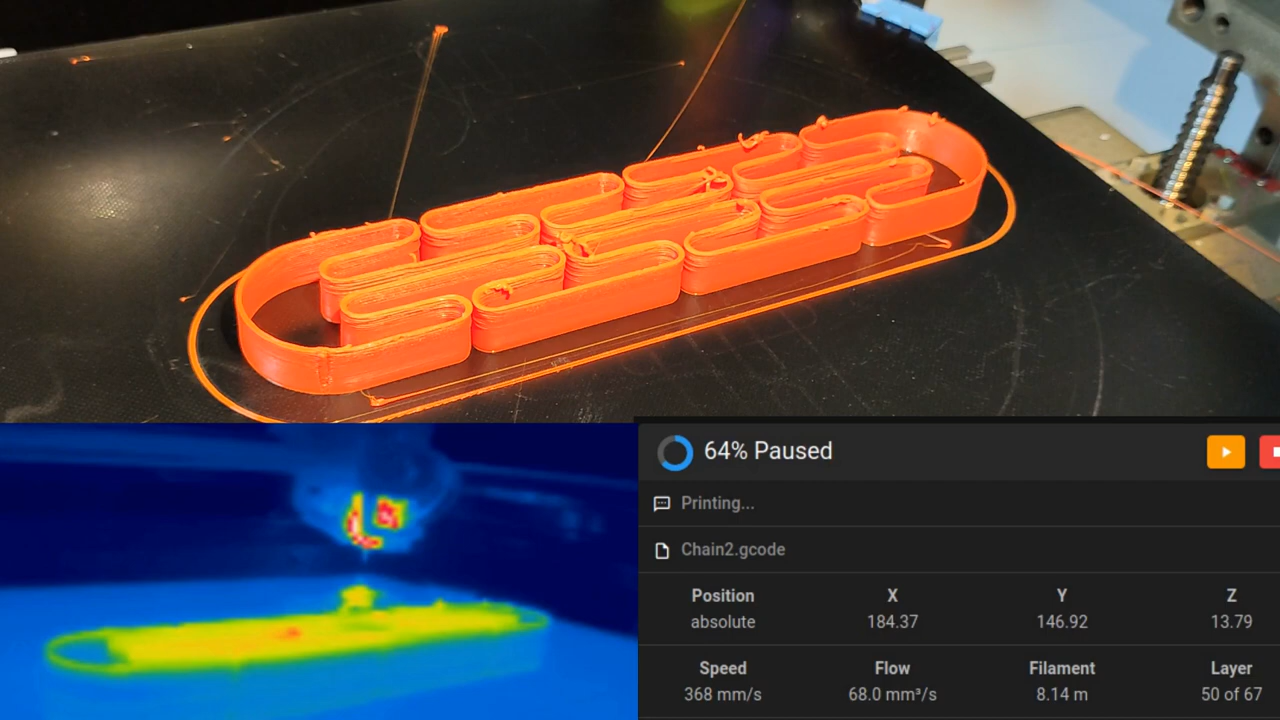 64% Paused
Printing...
Chain2.gcode
Position X Y Z
absolute 184.37 146.92 13.79
Speed Flow Filament Layer
368 mm/s 68.0 mm³/s 8.14 m 50 of 67